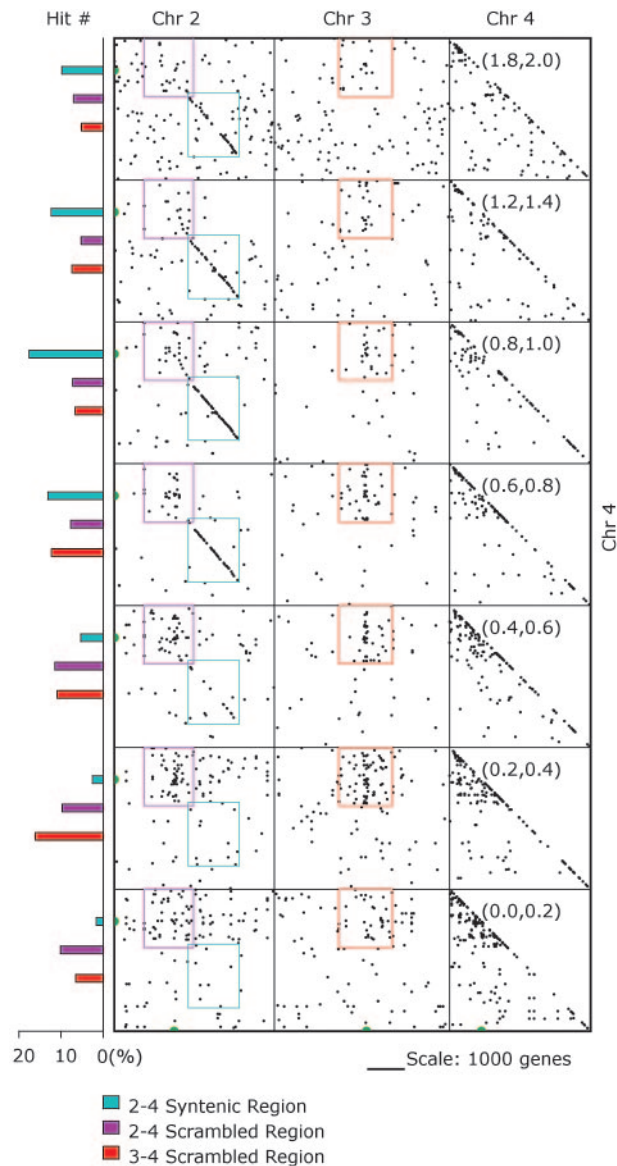 Hit # Chr 2 Chr 3 Chr 4
(1.8,2.0)
(1.2,1.4)
(0.8,1.0)
(0.6,0.8)
Chr 4
(0.4,0.6)
(0.2,0.4)
(0.0,0.2)
20 10 0(%)
Scale: 1000 genes
2-4 Syntenic Region
2-4 Scrambled Region
3-4 Scrambled Region